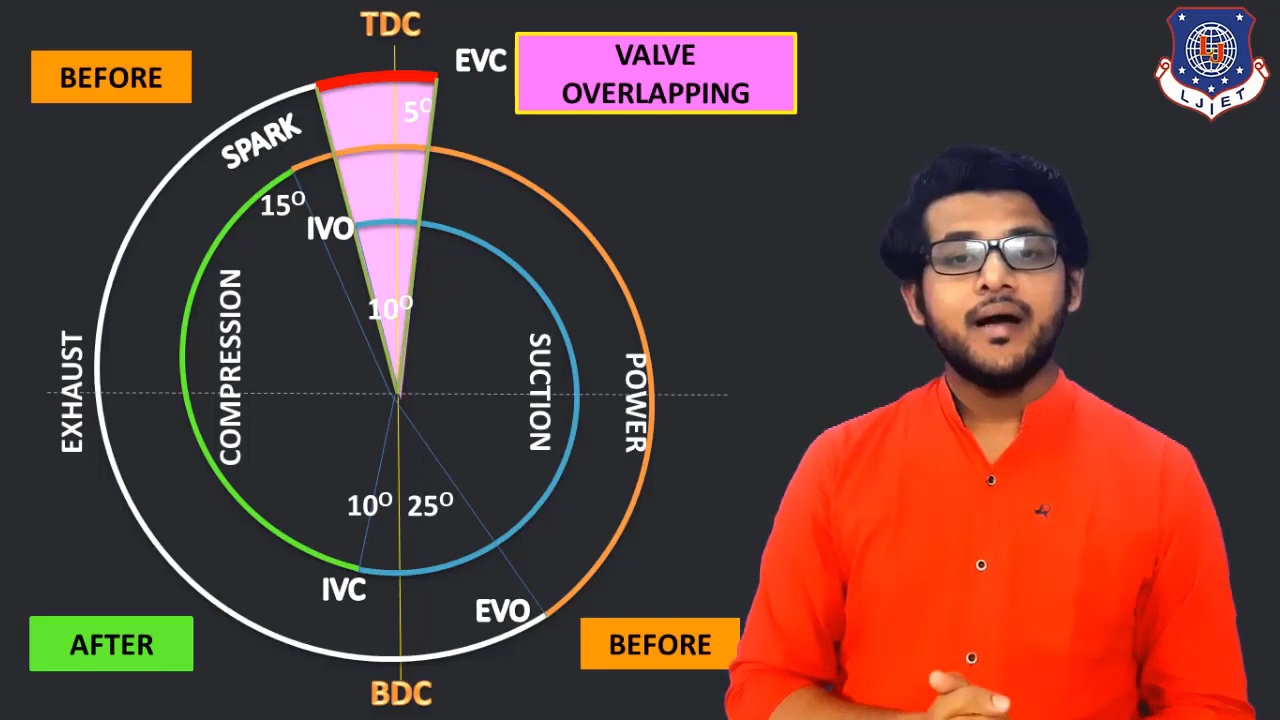 TDC
BEFORE
EVC
VALVE
OVERLAPPING
LJ
LJIET
5O
SPARK
15O
IVO
10O
EXHAUST
COMPRESSION
SUCTION
POWER
10O
25O
IVC
EVO
AFTER
BEFORE
BDC